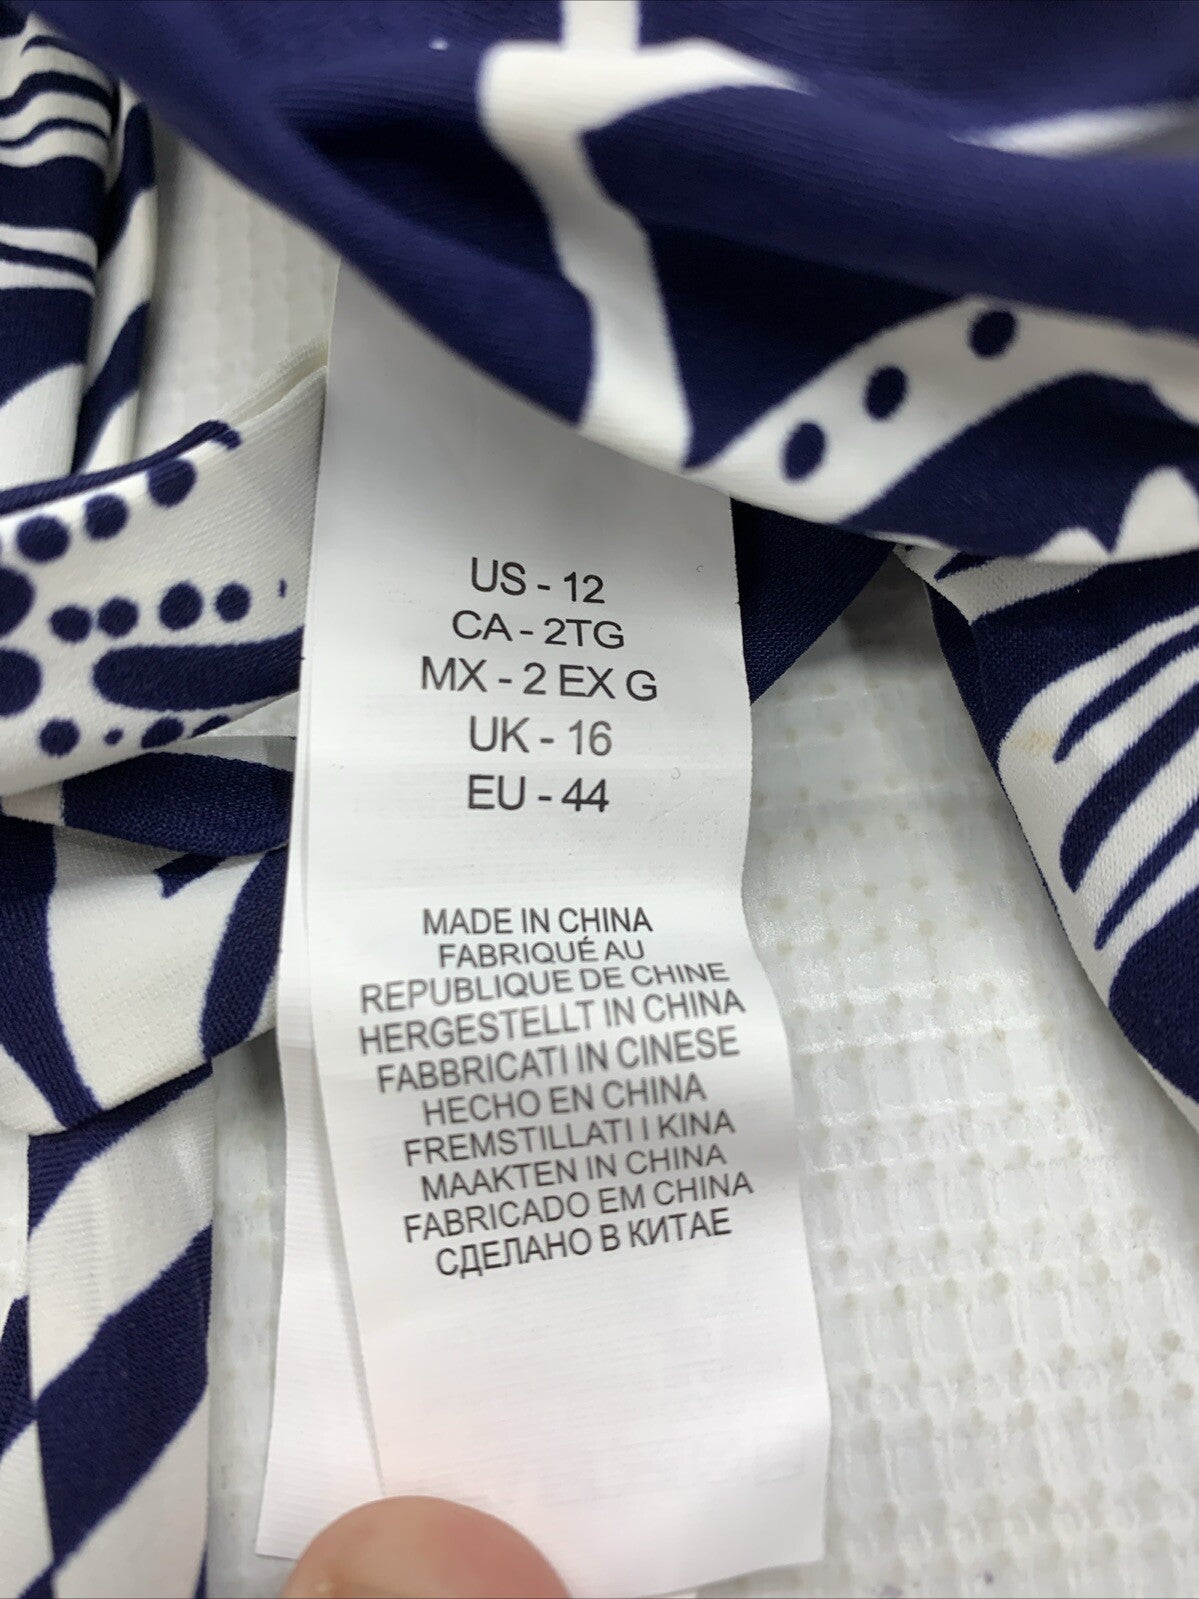 US - 12
CA - 2TG
MX - 2 EX G
UK - 16
EU - 44
MADE IN CHINA
FABRIQUÉ AU
REPUBLIQUE DE CHINE
HERGESTELLT IN CHINA
FABBRICATI IN CINESE
HECHO EN CHINA
FREMSTILLATI I KINA
MAAKTEN IN CHINA
FABRICADO EM CHINA
СДЕЛАНО В КИТАЕ